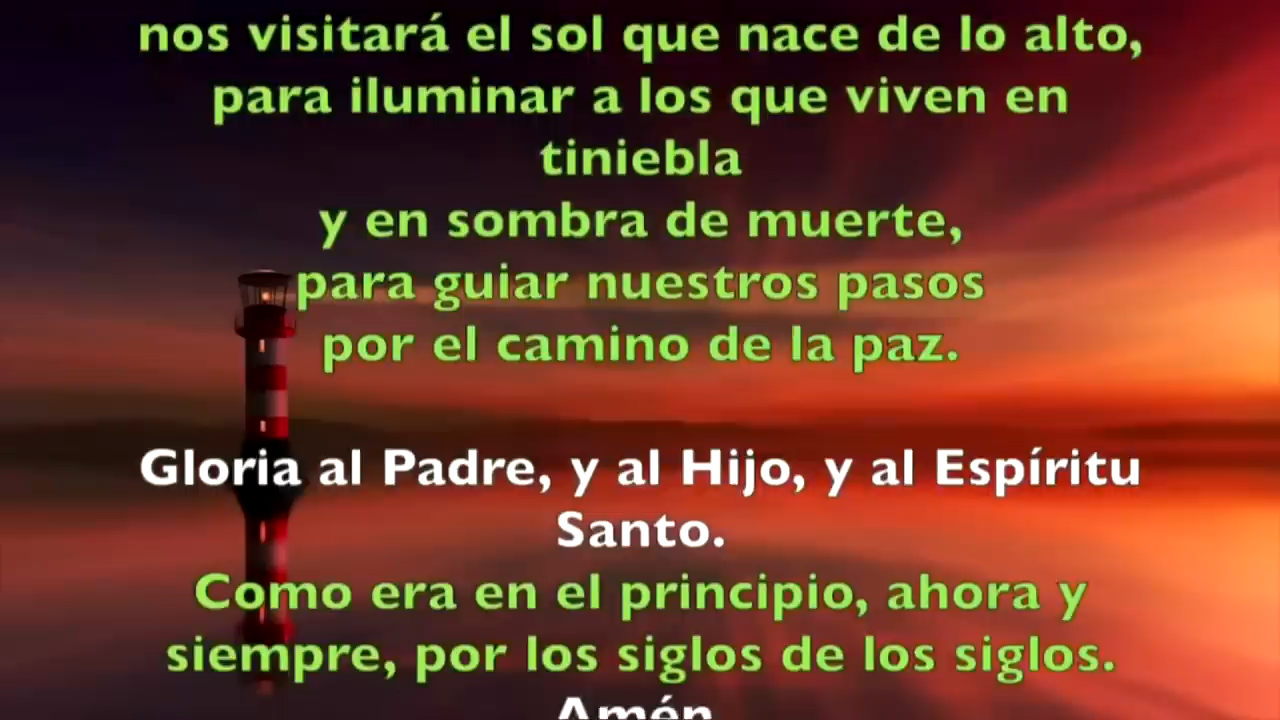 nos visitará el sol que nace de lo alto,
para iluminar a los que viven en
tiniebla
y en sombra de muerte,
para guiar nuestros pasos
por el camino de la paz.
Gloria al Padre, y al Hijo, y al Espíritu
Santo.
Como era en el principio, ahora y
siempre, por los siglos de los siglos.
Amén